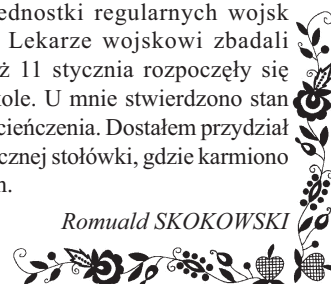 ednostki regularnych wojsk
Lekarze wojskowi zbadali
ż 11 stycznia rozpoczęły się
kole. U mnie stwierdzono stan
cieńczenia. Dostałem przydział
cznej stołówki, gdzie karmiono
n.
Romuald SKOKOWSKI